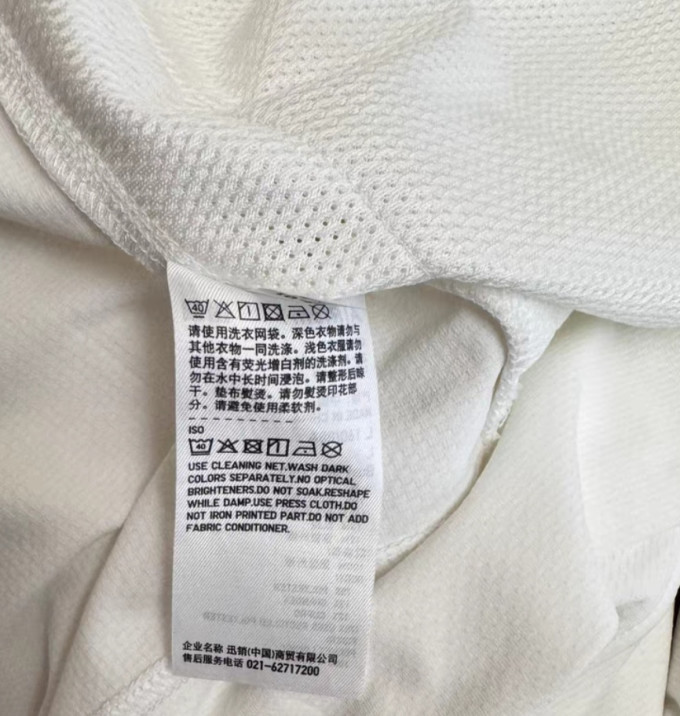 40
请使用洗衣网袋。深色衣物请勿与
其他衣物一同洗涤。浅色衣服请勿
使用含有荧光增白剂的洗涤剂。请
勿在水中长时间浸泡。请整形后晾
干。垫布熨烫。请勿熨烫印花部
分。请避免使用柔软剂。
ISO
40
USE CLEANING NET.WASH DARK
COLORS SEPARATELY.NO OPTICAL
BRIGHTENERS.DO NOT SOAK.RESHAPE
WHILE DAMP.USE PRESS CLOTH.DO
NOT IRON PRINTED PART.DO NOT ADD
FABRIC CONDITIONER.
企业名称 迅销(中国)商贸有限公司
售后服务电话 021-62717200